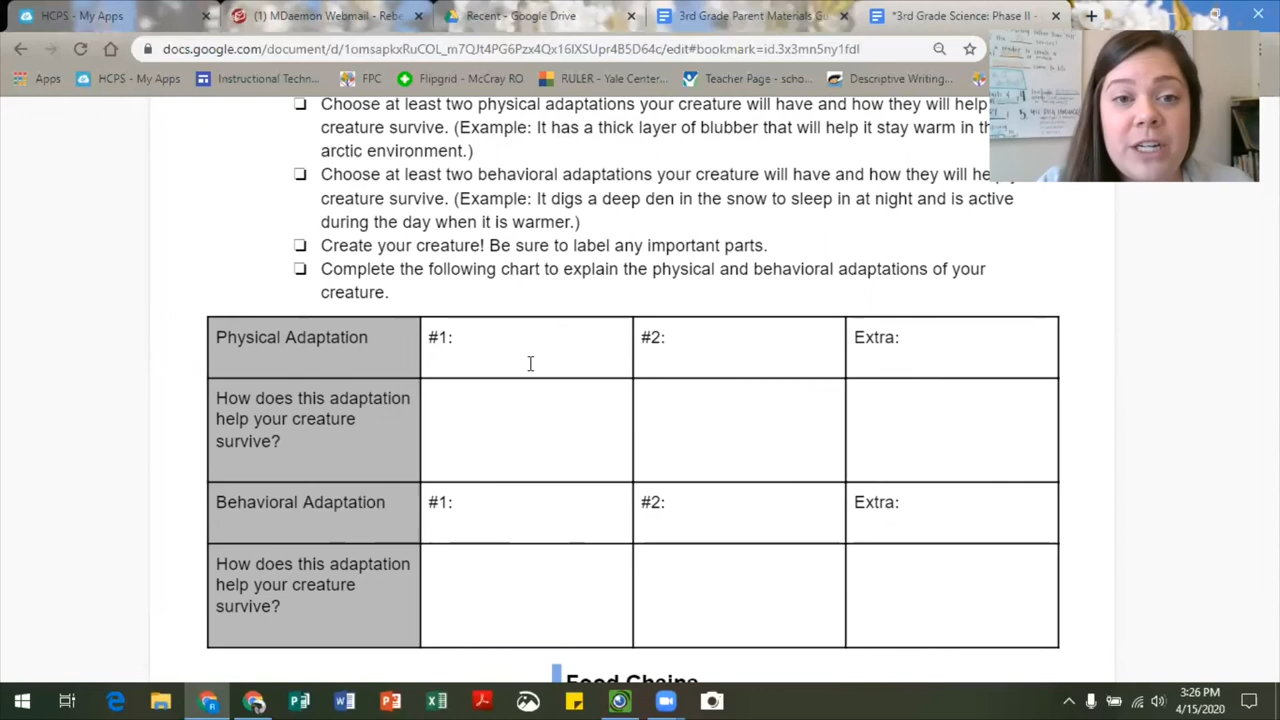 HCPS - My Apps
(1) MDaemon Webmail - Rebe
Recent - Google Drive
3rd Grade Parent Materials Gu
*3rd Grade Science: Phase II -
docs.google.com/document/d/1omsapkxRuCOL_m7QJt4PG6Pzx4Qx16IXSUpr4B5D64c/edit#bookmark=id.3x3mn5ny1fdl
Apps
HCPS - My Apps
Instructional Techn...
FPC
Flipgrid - McCray RO
RULER - Yale Center...
Teacher Page - scho...
Descriptive Writing...
Choose at least two physical adaptations your creature will have and how they will help
creature survive. (Example: It has a thick layer of blubber that will help it stay warm in th
arctic environment.)
Choose at least two behavioral adaptations your creature will have and how they will help
creature survive. (Example: It digs a deep den in the snow to sleep in at night and is active
during the day when it is warmer.)
Create your creature! Be sure to label any important parts.
Complete the following chart to explain the physical and behavioral adaptations of your
creature.
Physical Adaptation
#1:
#2:
Extra:
How does this adaptation
help your creature
survive?
Behavioral Adaptation
#1:
#2:
Extra:
How does this adaptation
help your creature
survive?
Food Chains
3:26 PM
4/15/2020